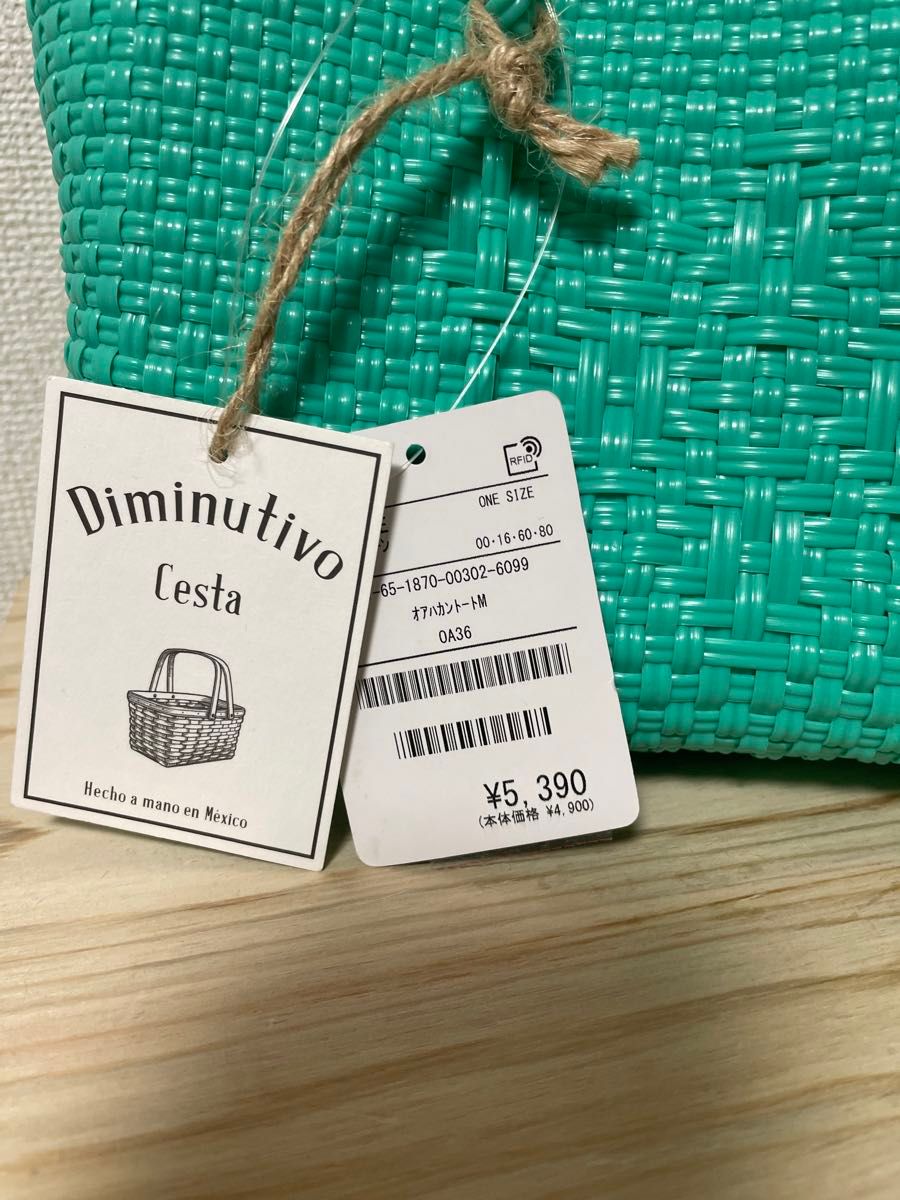 Diminutivo
Cesta
Hecho a mano en México
RFID
ONE SIZE
00・16・60・80
-65-1870-00302-6099
オアハカントートM
OA36
¥5,390
(本体価格 ¥4,900)